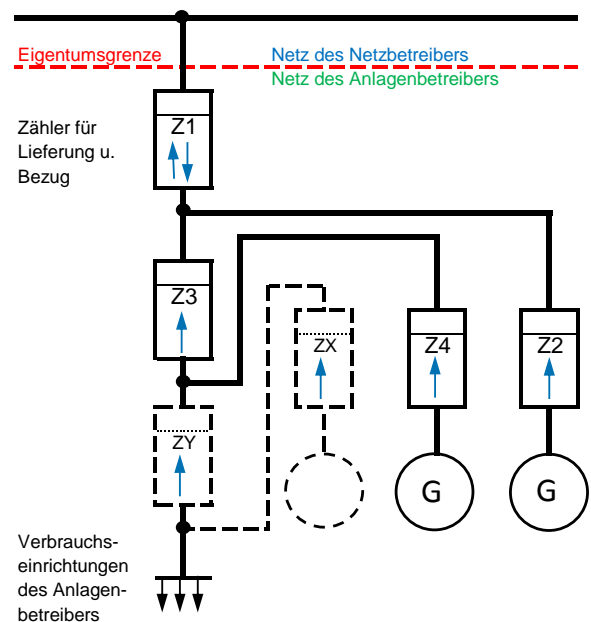 Eigentumsgrenze
Netz des Netzbetreibers
Netz des Anlagenbetreibers
Zähler für
Lieferung u.
Bezug
Z1
Z3
ZX
Z4
Z2
ZY
G
G
Verbrauchs-
einrichtungen
des Anlagen-
betreibers